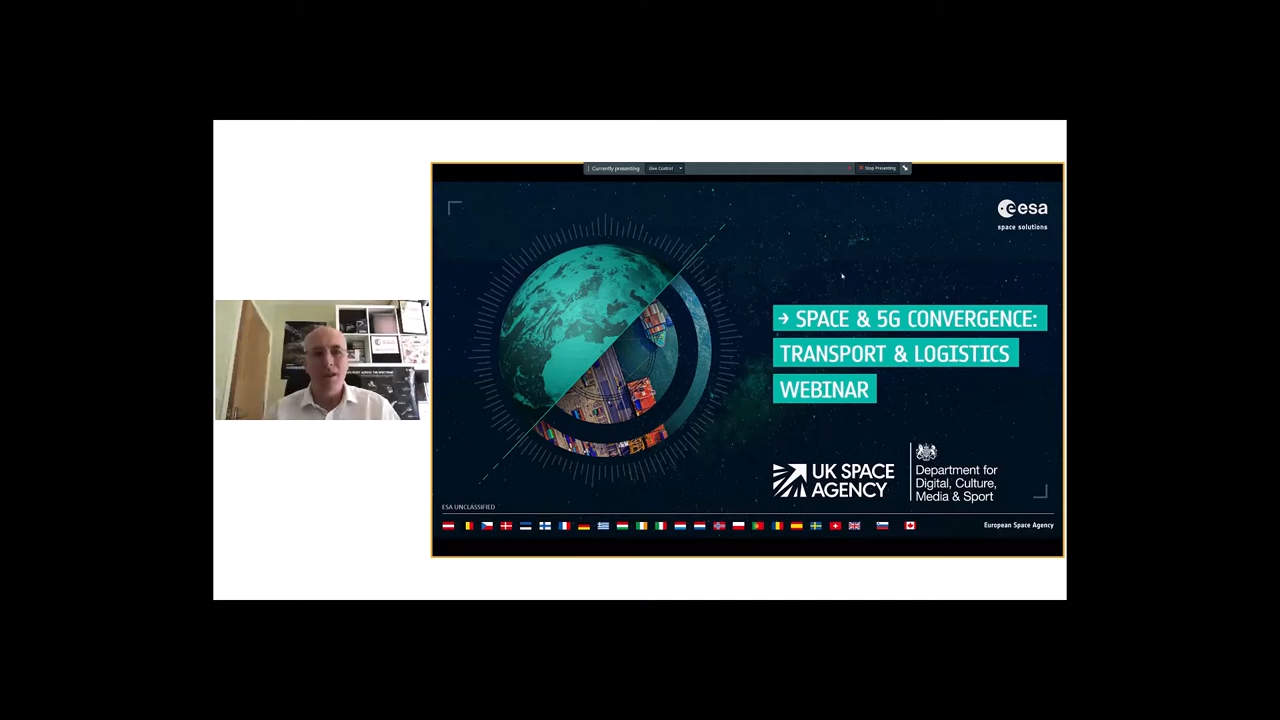 Currently presenting Give Control Stop Presenting
esa
space solutions
→ SPACE & 5G CONVERGENCE:
TRANSPORT & LOGISTICS
WEBINAR
UK SPACE
AGENCY
Department for
Digital, Culture,
Media & Sport
ESA UNCLASSIFIED
European Space Agency